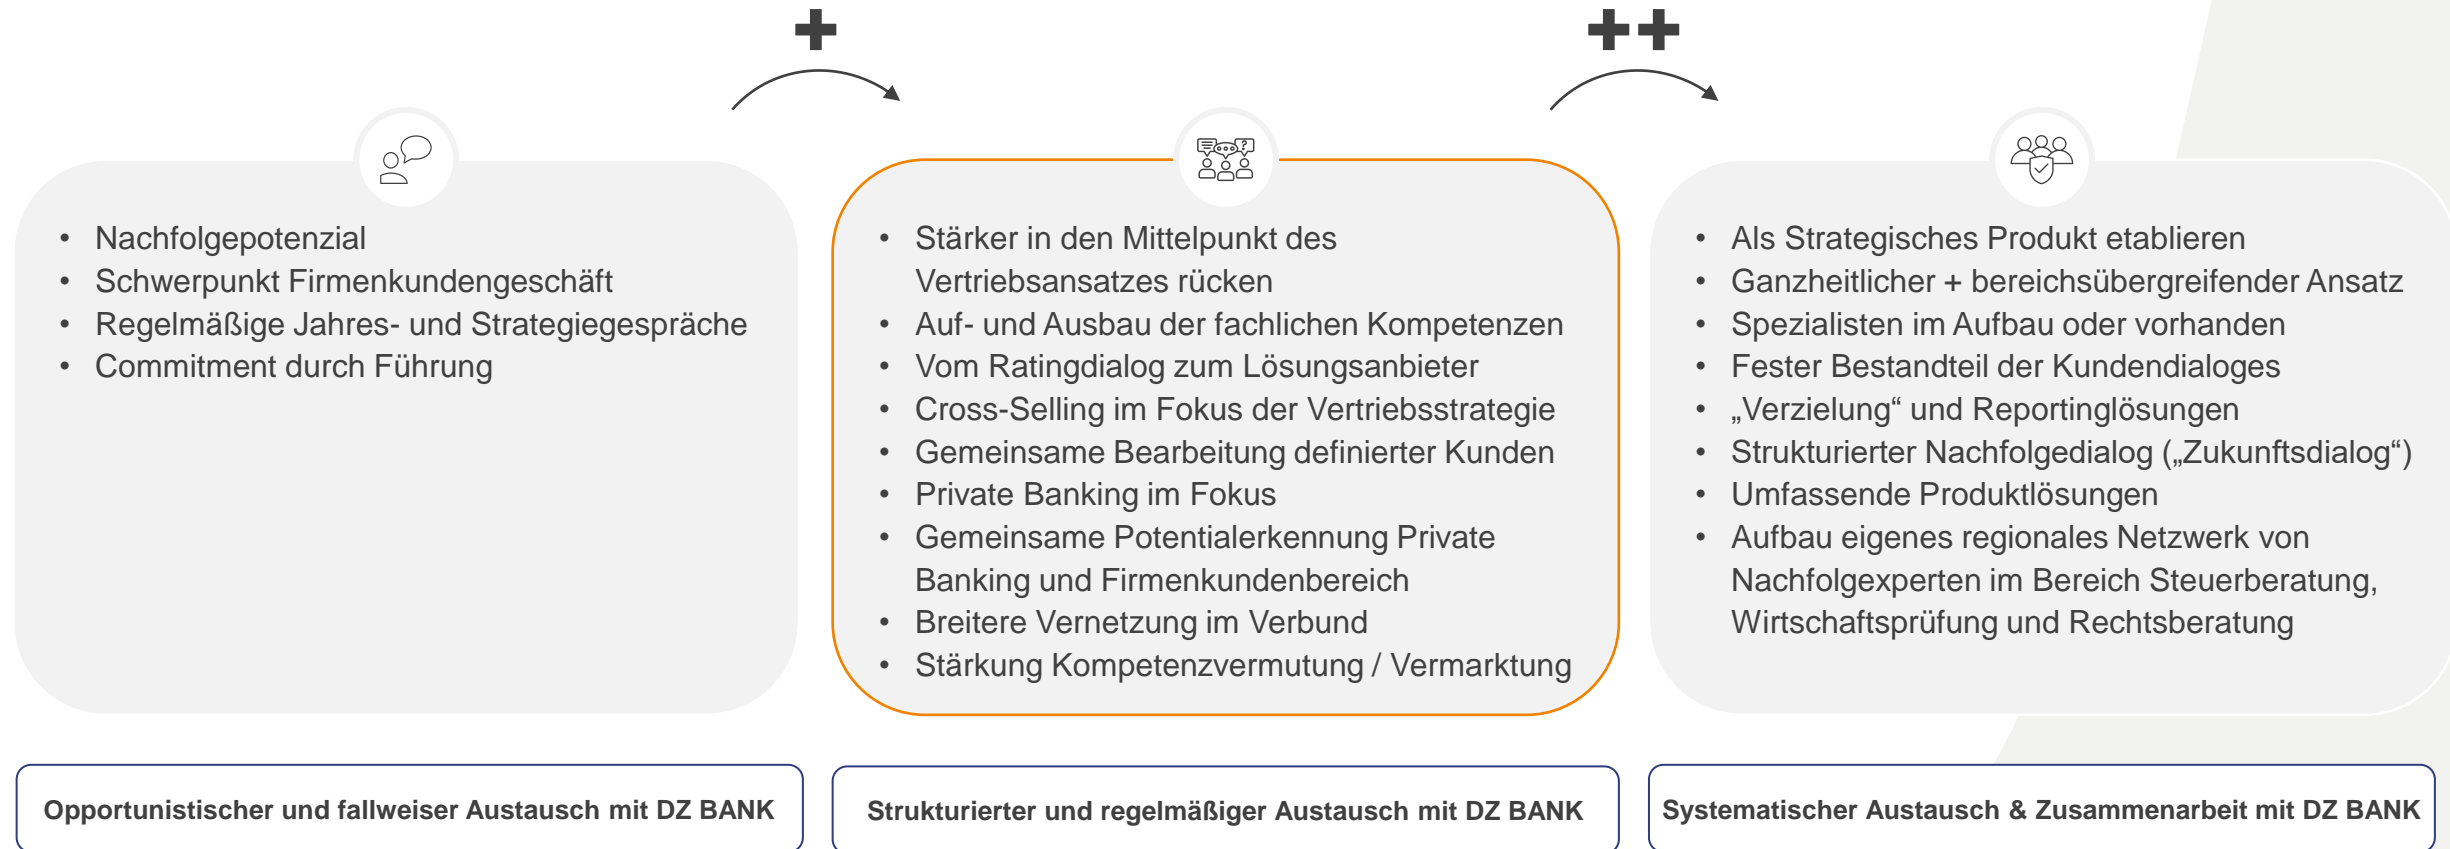 • Nachfolgepotenzial
• Schwerpunkt Firmenkundengeschäft
• Regelmäßige Jahres- und Strategiegespräche
• Commitment durch Führung
• Stärker in den Mittelpunkt des
Vertriebsansatzes rücken
• Auf- und Ausbau der fachlichen Kompetenzen
• Vom Ratingdialog zum Lösungsanbieter
• Cross-Selling im Fokus der Vertriebsstrategie
• Gemeinsame Bearbeitung definierter Kunden
• Private Banking im Fokus
• Gemeinsame Potentialerkennung Private
Banking und Firmenkundenbereich
• Breitere Vernetzung im Verbund
• Stärkung Kompetenzvermutung / Vermarktung
• Als Strategisches Produkt etablieren
• Ganzheitlicher + bereichsübergreifender Ansatz
• Spezialisten im Aufbau oder vorhanden
• Fester Bestandteil der Kundendialoges
• „Verzielung“ und Reportinglösungen
• Strukturierter Nachfolgedialog („Zukunftsdialog“)
• Umfassende Produktlösungen
• Aufbau eigenes regionales Netzwerk von
Nachfolgexperten im Bereich Steuerberatung,
Wirtschaftsprüfung und Rechtsberatung
Opportunistischer und fallweiser Austausch mit DZ BANK
Strukturierter und regelmäßiger Austausch mit DZ BANK
Systematischer Austausch & Zusammenarbeit mit DZ BANK